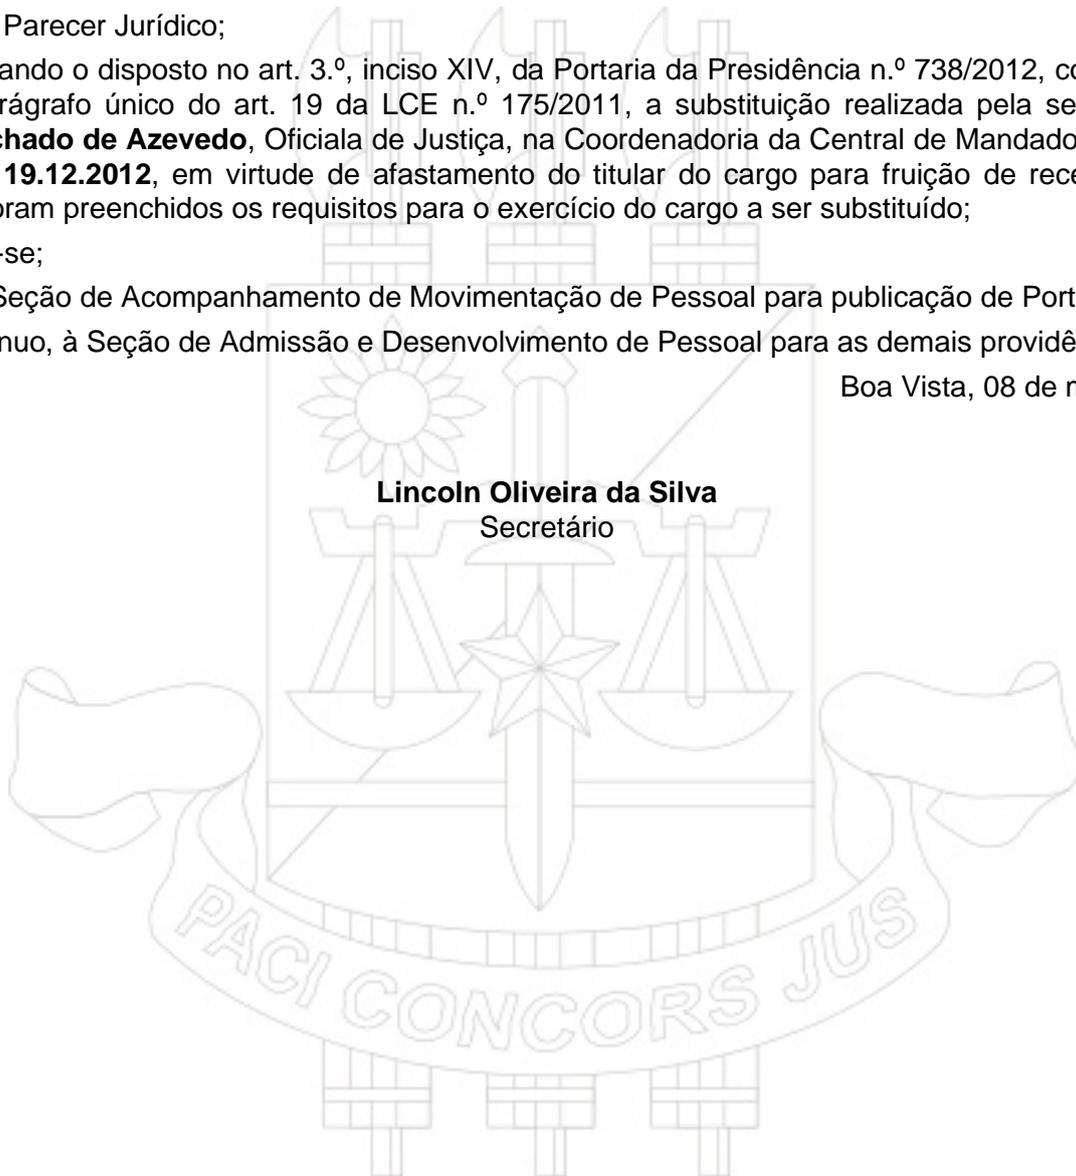 Parecer Jurídico;
ando o disposto no art. 3.º, inciso XIV, da Portaria da Presidência n.º 738/2012, co
rágrafo único do art. 19 da LCE n.º 175/2011, a substituição realizada pela se
chado de Azevedo, Oficiala de Justiça, na Coordenadoria da Central de Mandado
19.12.2012, em virtude de afastamento do titular do cargo para fruição de rece
oram preenchidos os requisitos para o exercício do cargo a ser substituído;
-se;
Seção de Acompanhamento de Movimentação de Pessoal para publicação de Port
nuo, à Seção de Admissão e Desenvolvimento de Pessoal para as demais providê
Boa Vista, 08 de
Lincoln Oliveira da Silva
Secretário
PACI CONCORS JUS